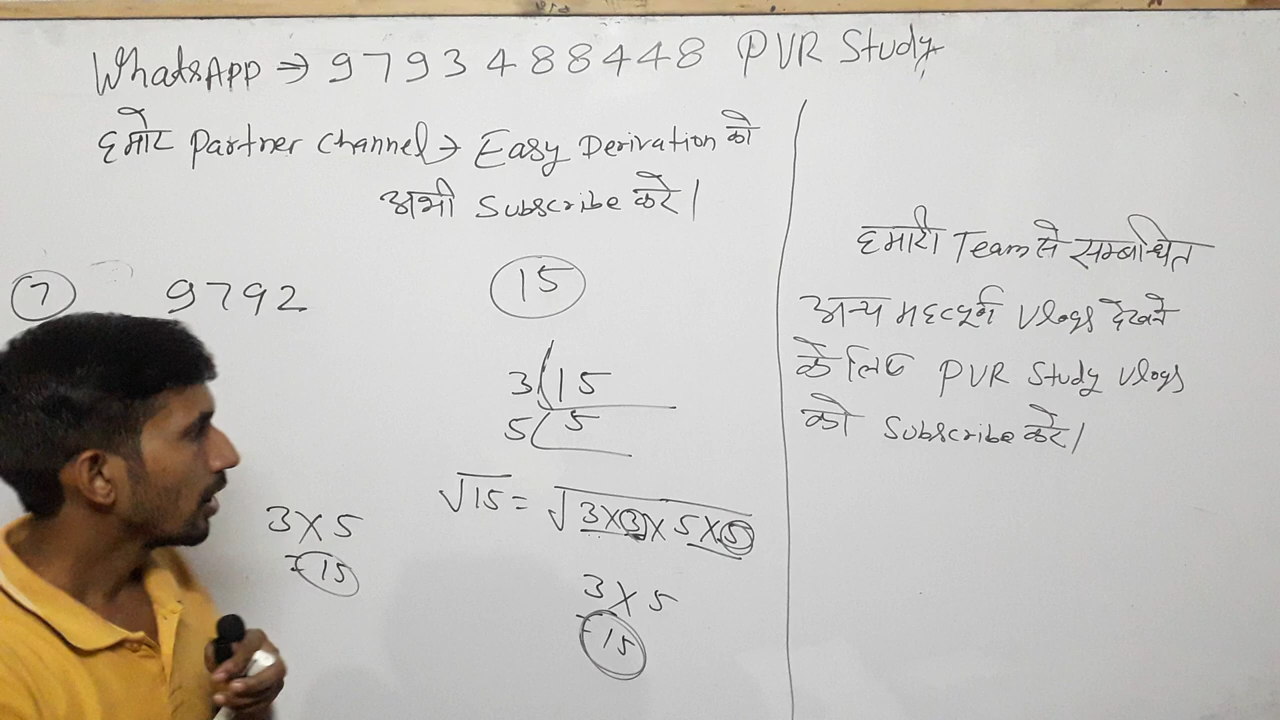 WhatsApp → 9793488448 PVR Study
हमारे Partner Channel → Easy Derivation को
अभी Subscribe करे।
7 9792
15
3 15
5 5
√15 = √3×3×5×5
3×5
=15
3×5
=15
हमारी Team से सम्बन्धित
अन्य महत्पूर्ण Vlogs देखने
के लिए PVR Study Vlogs
को Subscribe करे।